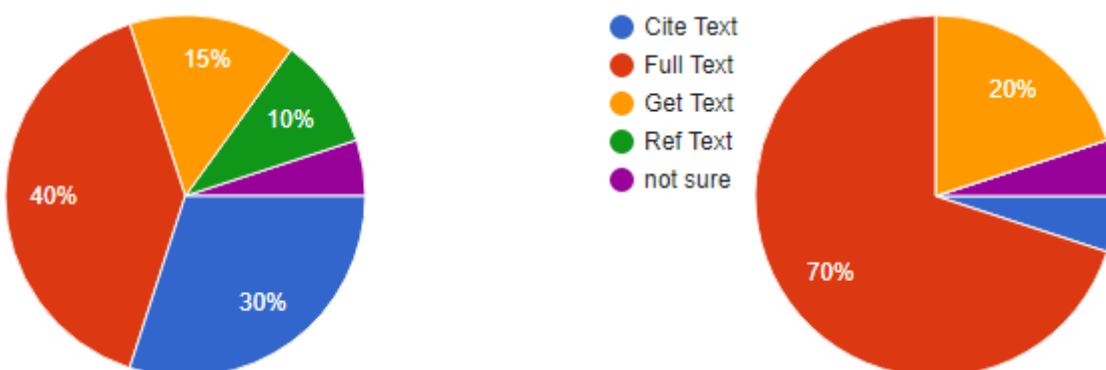 15%
10%
40%
30%
Cite Text
Full Text
Get Text
Ref Text
not sure
20%
70%